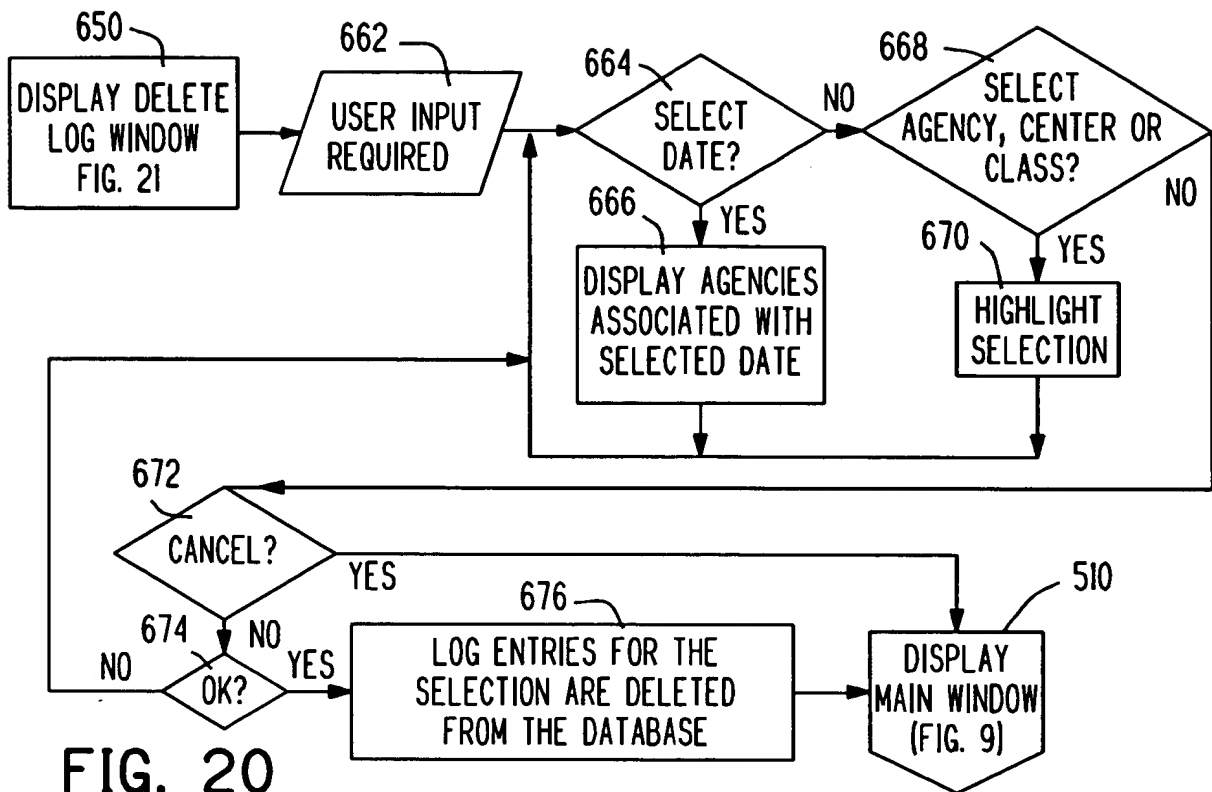 650
DISPLAY DELETE
LOG WINDOW
FIG. 21
662
USER INPUT
REQUIRED
664
SELECT
DATE?
NO
YES
668
SELECT
AGENCY, CENTER OR
CLASS?
NO
YES
666
DISPLAY AGENCIES
ASSOCIATED WITH
SELECTED DATE
670
HIGHLIGHT
SELECTION
672
CANCEL?
YES
NO
674
OK?
NO
YES
676
LOG ENTRIES FOR THE
SELECTION ARE DELETED
FROM THE DATABASE
510
DISPLAY
MAIN WINDOW
(FIG. 9)
FIG. 20